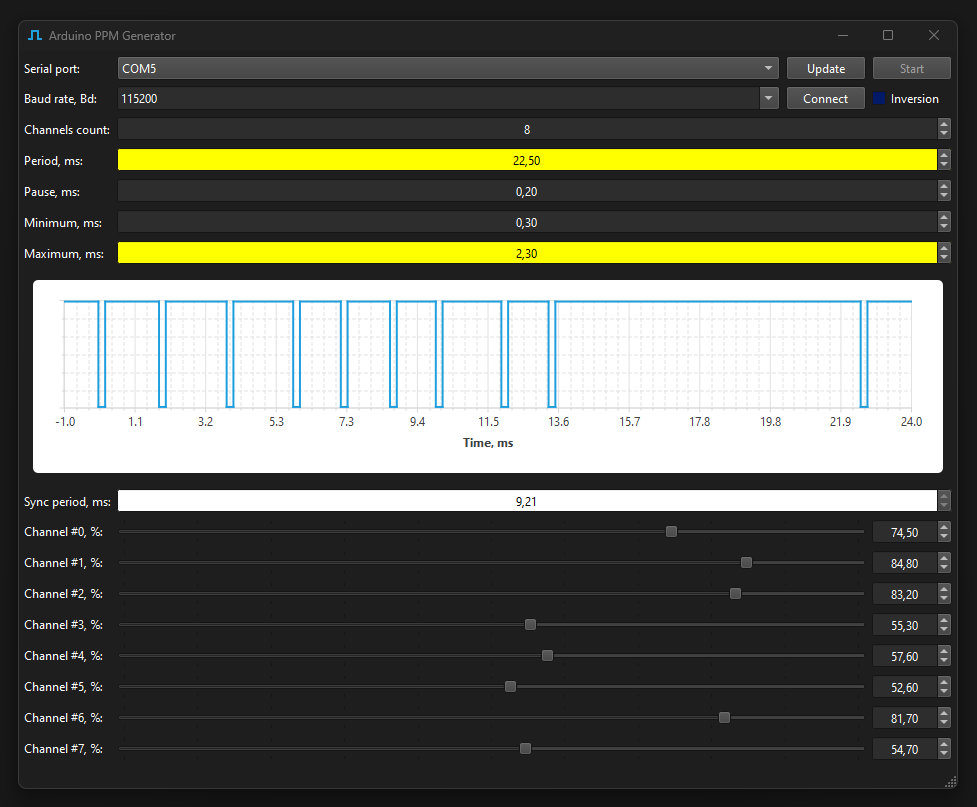 Arduino PPM Generator
Serial port: COM5 Update Start
Baud rate, Bd: 115200 Connect Inversion
Channels count: 8
Period, ms: 22,50
Pause, ms: 0,20
Minimum, ms: 0,30
Maximum, ms: 2,30
-1.0 1.1 3.2 5.3 7.3 9.4 11.5 13.6 15.7 17.8 19.8 21.9 24.0
Time, ms
Sync period, ms: 9,21
Channel #0, %: 74,50
Channel #1, %: 84,80
Channel #2, %: 83,20
Channel #3, %: 55,30
Channel #4, %: 57,60
Channel #5, %: 52,60
Channel #6, %: 81,70
Channel #7, %: 54,70